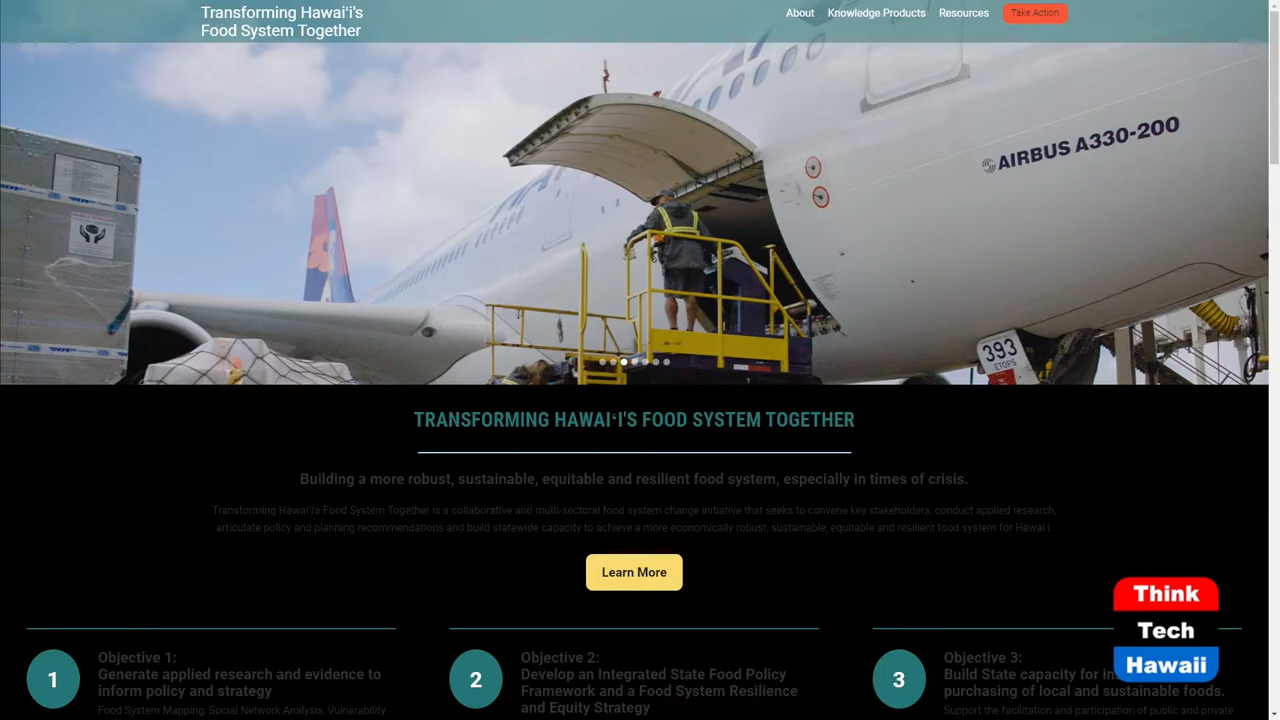 Transforming Hawaiʻi's
Food System Together
About
Knowledge Products
Resources
Take Action
AIRBUS A330-200
393
ETOPS
TRANSFORMING HAWAIʻI'S FOOD SYSTEM TOGETHER
Building a more robust, sustainable, equitable and resilient food system, especially in times of crisis.
Transforming Hawaiʻi's Food System Together is a collaborative and multi-sectoral food system change initiative that seeks to convene key stakeholders, conduct applied research,
articulate policy and planning recommendations and build statewide capacity to achieve a more economically robust, sustainable, equitable and resilient food system for Hawaiʻi.
Learn More
1
Objective 1:
Generate applied research and evidence to
inform policy and strategy
Food System Mapping, Social Network Analysis, Vulnerability
2
Objective 2:
Develop an Integrated State Food Policy
Framework and a Food System Resilience
and Equity Strategy
3
Objective 3:
Build State capacity for
purchasing of local and sustainable foods.
Support the facilitation and participation of public and private
Think
Tech
Hawaii